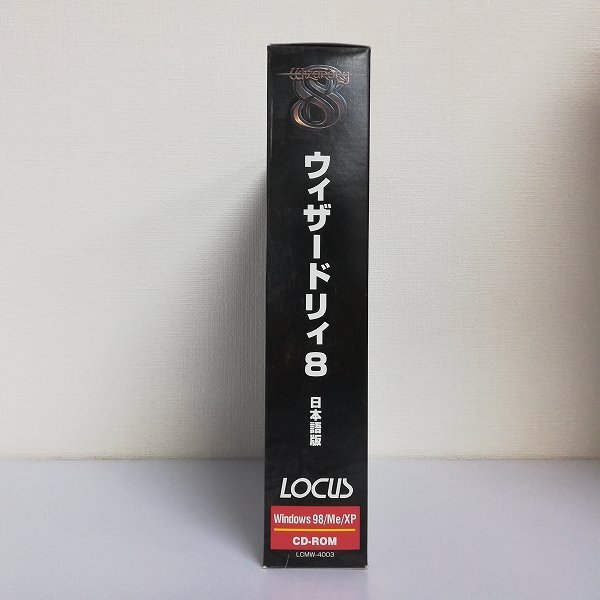 Wizardry
8
ウィザードリィ8
日本語版
LOCUS
Windows 98/Me/XP
CD-ROM
LCMW-4003